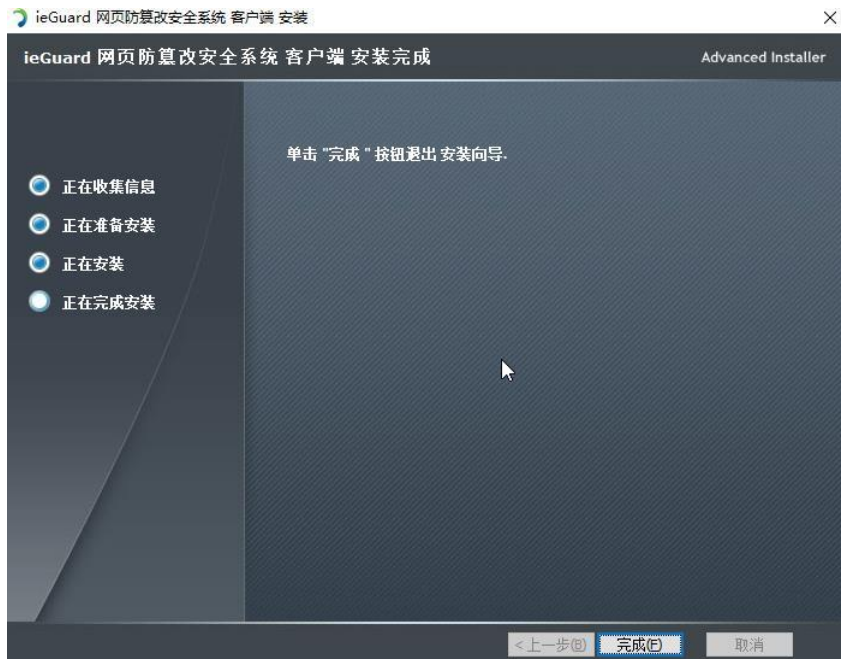 ieGuard 网页防篡改安全系统 客户端 安装
ieGuard 网页防篡改安全系统 客户端 安装完成
Advanced Installer
单击 "完成 " 按钮退出 安装向导.
正在收集信息
正在准备安装
正在安装
正在完成安装
< 上一步(B)
完成(F)
取消